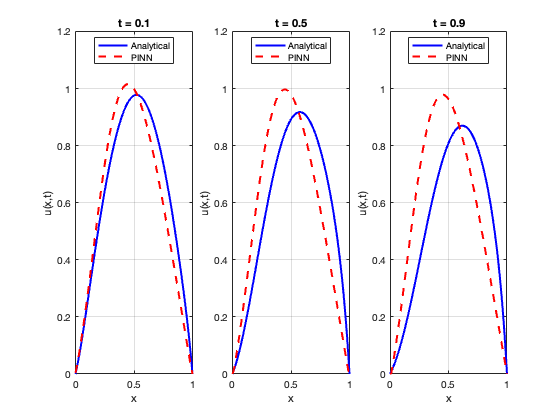 t = 0.1
Analytical
PINN
u(x,t)
1.2
1
0.8
0.6
0.4
0.2
0
0
0.5
1
x
t = 0.5
Analytical
PINN
u(x,t)
1.2
1
0.8
0.6
0.4
0.2
0
0
0.5
1
x
t = 0.9
Analytical
PINN
u(x,t)
1.2
1
0.8
0.6
0.4
0.2
0
0
0.5
1
x